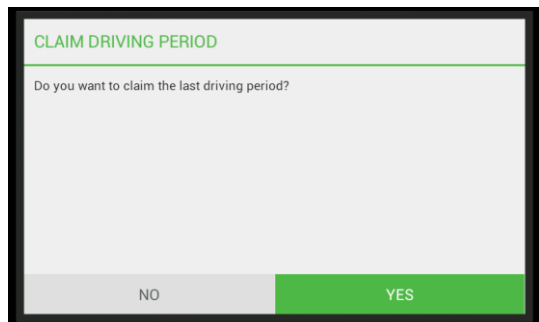 CLAIM DRIVING PERIOD
Do you want to claim the last driving period?
NO
YES